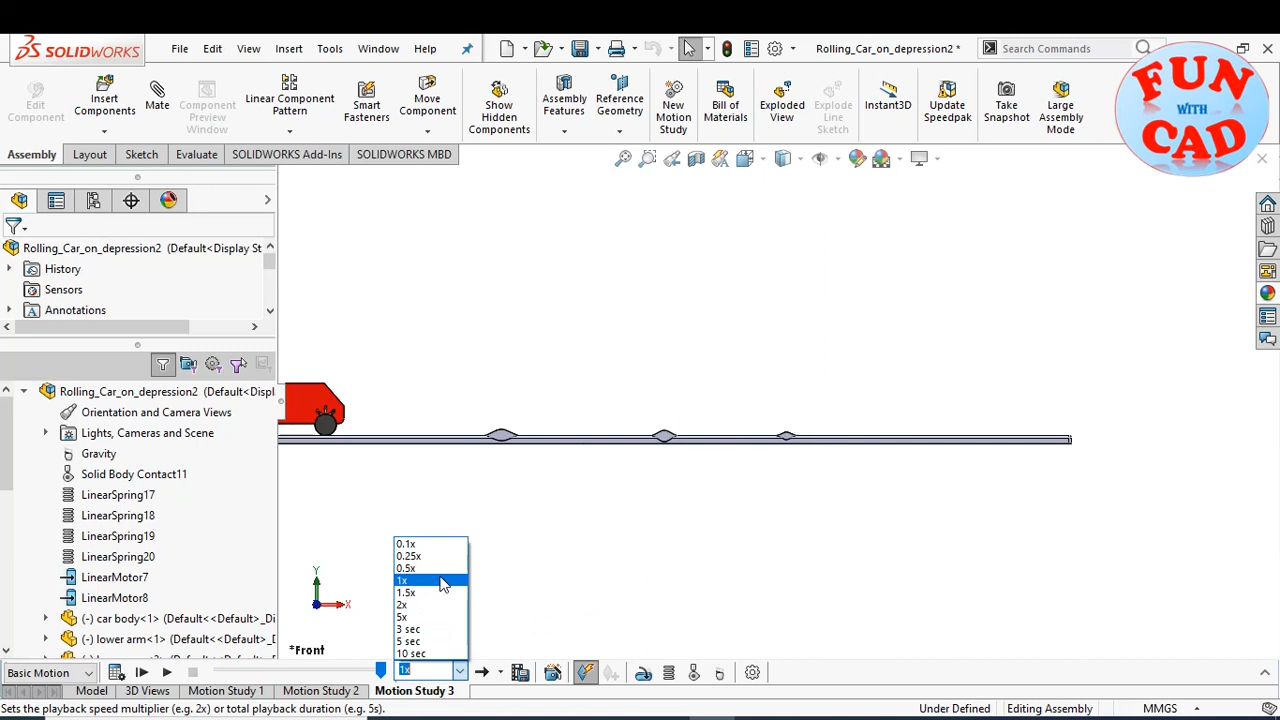 SOLIDWORKS
File Edit View Insert Tools Window Help
Rolling_Car_on_depression2 *
Search Commands
FUN
WITH
CAD
Edit
Component
Insert
Components
Mate
Component
Preview
Window
Linear Component
Pattern
Smart
Fasteners
Move
Component
Show
Hidden
Components
Assembly
Features
Reference
Geometry
New
Motion
Study
Bill of
Materials
Exploded
View
Explode
Line
Sketch
Instant3D
Update
Speedpak
Take
Snapshot
Large
Assembly
Mode
Assembly Layout Sketch Evaluate SOLIDWORKS Add-Ins SOLIDWORKS MBD
Rolling_Car_on_depression2 (Default<Display St
History
Sensors
Annotations
Rolling_Car_on_depression2 (Default<Displ
Orientation and Camera Views
Lights, Cameras and Scene
Gravity
Solid Body Contact11
LinearSpring17
LinearSpring18
LinearSpring19
LinearSpring20
LinearMotor7
LinearMotor8
(-) car body<1> (Default<<Default>_Di
(-) lower arm<1> (Default<<Default>_D
Y
X
*Front
0.1x
0.25x
0.5x
1x
1.5x
2x
5x
3 sec
5 sec
10 sec
Basic Motion
1x
Model 3D Views Motion Study 1 Motion Study 2 Motion Study 3
Sets the playback speed multiplier (e.g. 2x) or total playback duration (e.g. 5s).
Under Defined Editing Assembly MMGS